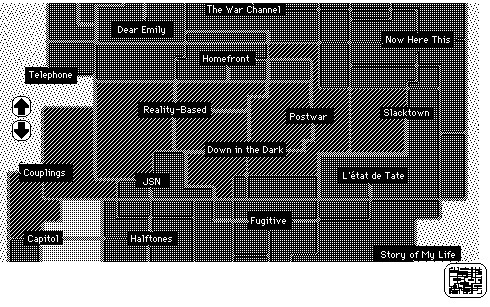 The War Channel
Dear Emily
Now Here This
Homefront
Telephone
Reality-Based
Postwar
Slacktown
Down in the Dark
Couplings
JSN
L'état de Tate
Fugitive
Capitol
Halftones
Story of My Life